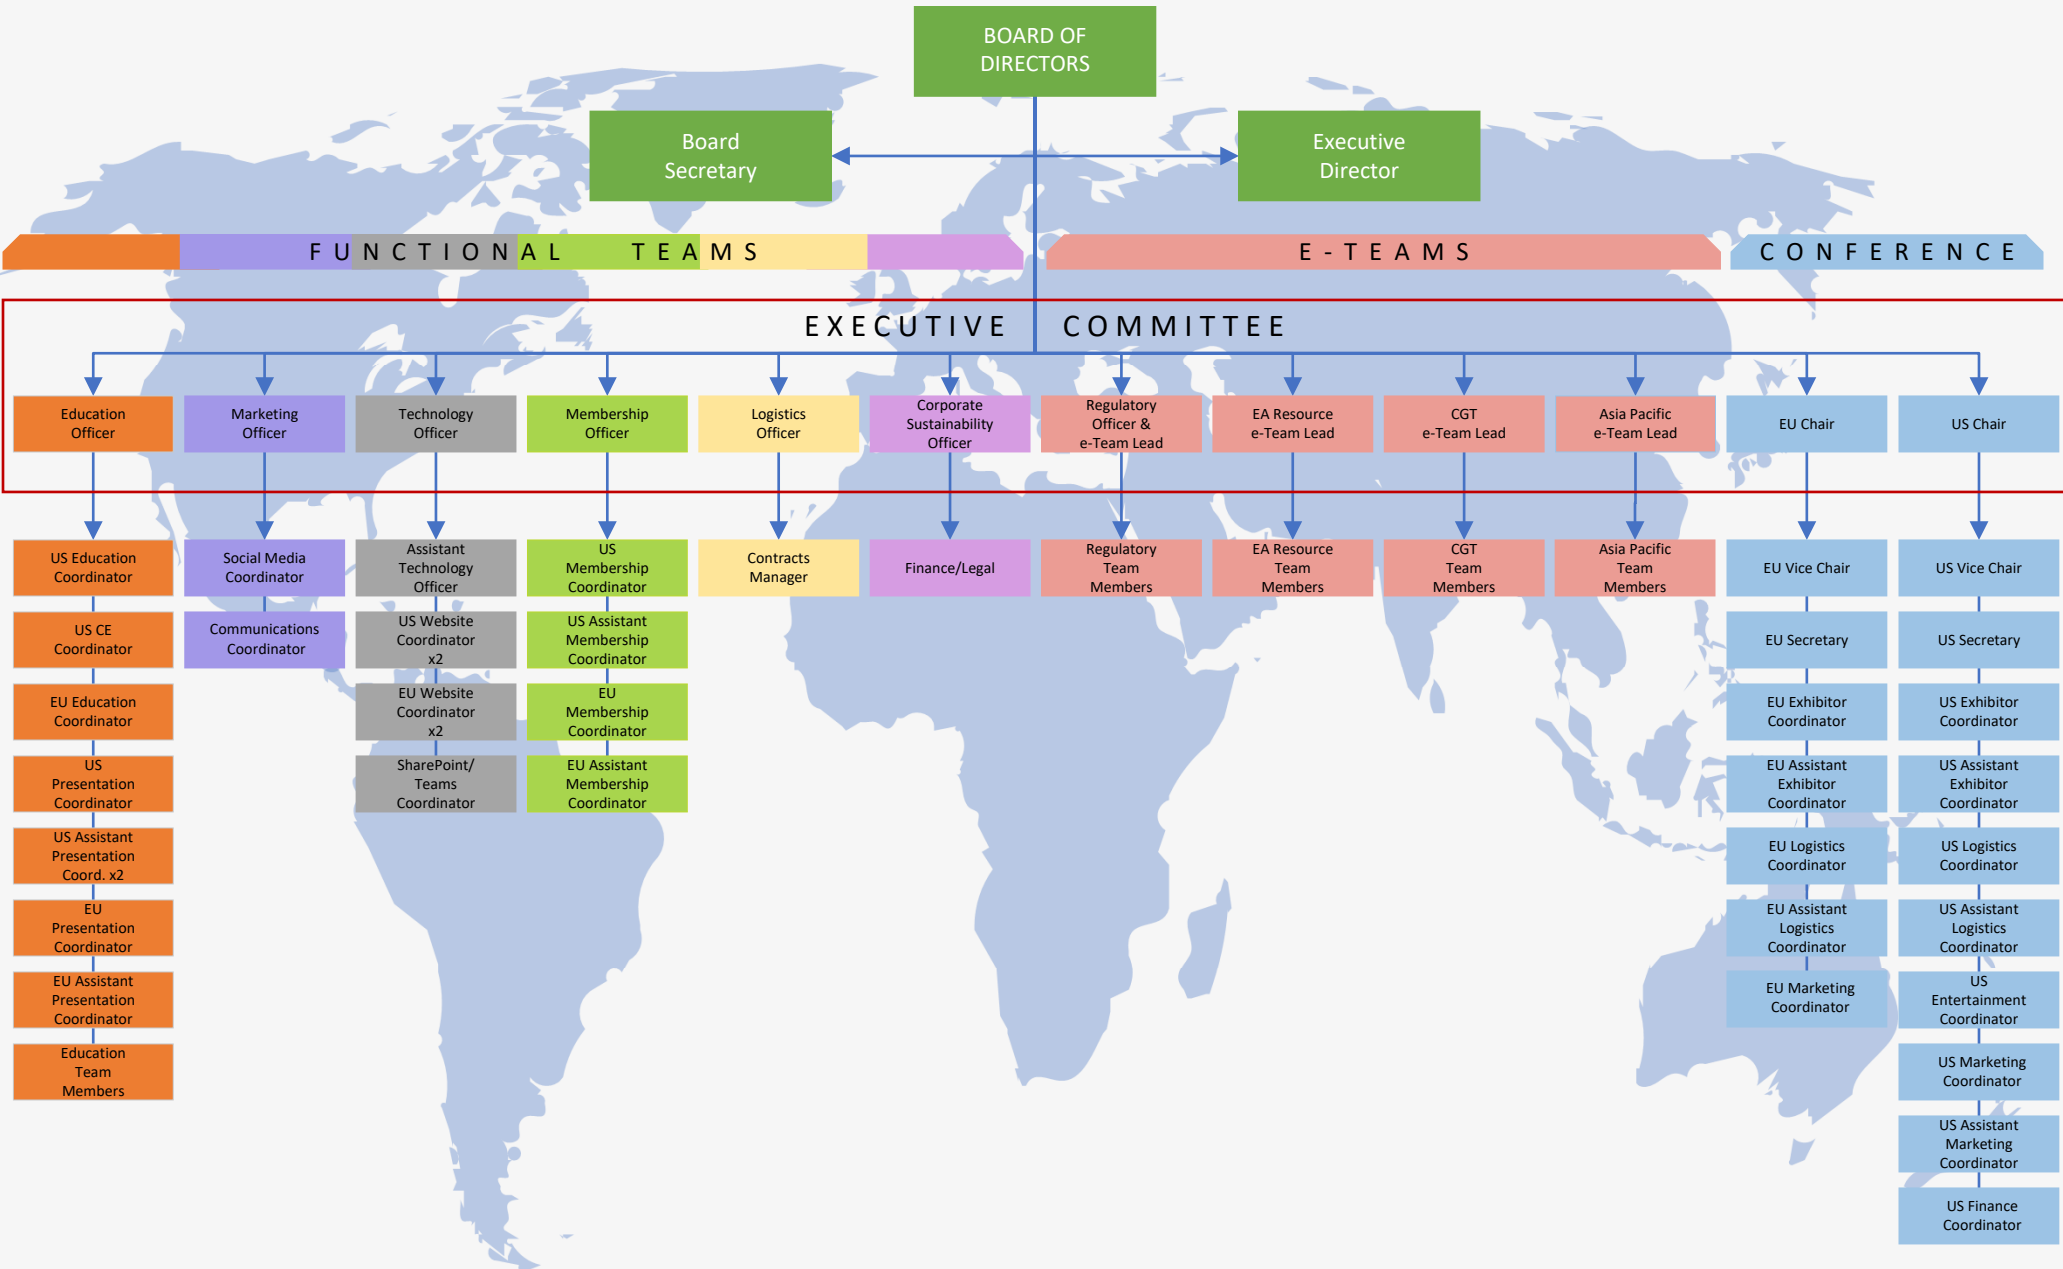 BOARD OF
DIRECTORS
Board
Secretary
Executive
Director
FUNCTIONAL TEAMS
E-TEAMS
CONFERENCE
EXECUTIVE COMMITTEE
Education
Officer
Marketing
Officer
Technology
Officer
Membership
Officer
Logistics
Officer
Corporate
Sustainability
Officer
Regulatory
Officer &
e-Team Lead
EA Resource
e-Team Lead
CGT
e-Team Lead
Asia Pacific
e-Team Lead
EU Chair
US Chair
US Education
Coordinator
US CE
Coordinator
EU Education
Coordinator
US
Presentation
Coordinator
US Assistant
Presentation
Coord. x2
EU
Presentation
Coordinator
EU Assistant
Presentation
Coordinator
Education
Team
Members
Social Media
Coordinator
Communications
Coordinator
Assistant
Technology
Officer
US Website
Coordinator
x2
EU Website
Coordinator
x2
SharePoint/
Teams
Coordinator
US
Membership
Coordinator
US Assistant
Membership
Coordinator
EU
Membership
Coordinator
EU Assistant
Membership
Coordinator
Contracts
Manager
Finance/Legal
Regulatory
Team
Members
EA Resource
Team
Members
CGT
Team
Members
Asia Pacific
Team
Members
EU Vice Chair
EU Secretary
EU Exhibitor
Coordinator
EU Assistant
Exhibitor
Coordinator
EU Logistics
Coordinator
EU Assistant
Logistics
Coordinator
EU Marketing
Coordinator
US Vice Chair
US Secretary
US Exhibitor
Coordinator
US Assistant
Exhibitor
Coordinator
US Logistics
Coordinator
US Assistant
Logistics
Coordinator
US
Entertainment
Coordinator
US Marketing
Coordinator
US Assistant
Marketing
Coordinator
US Finance
Coordinator